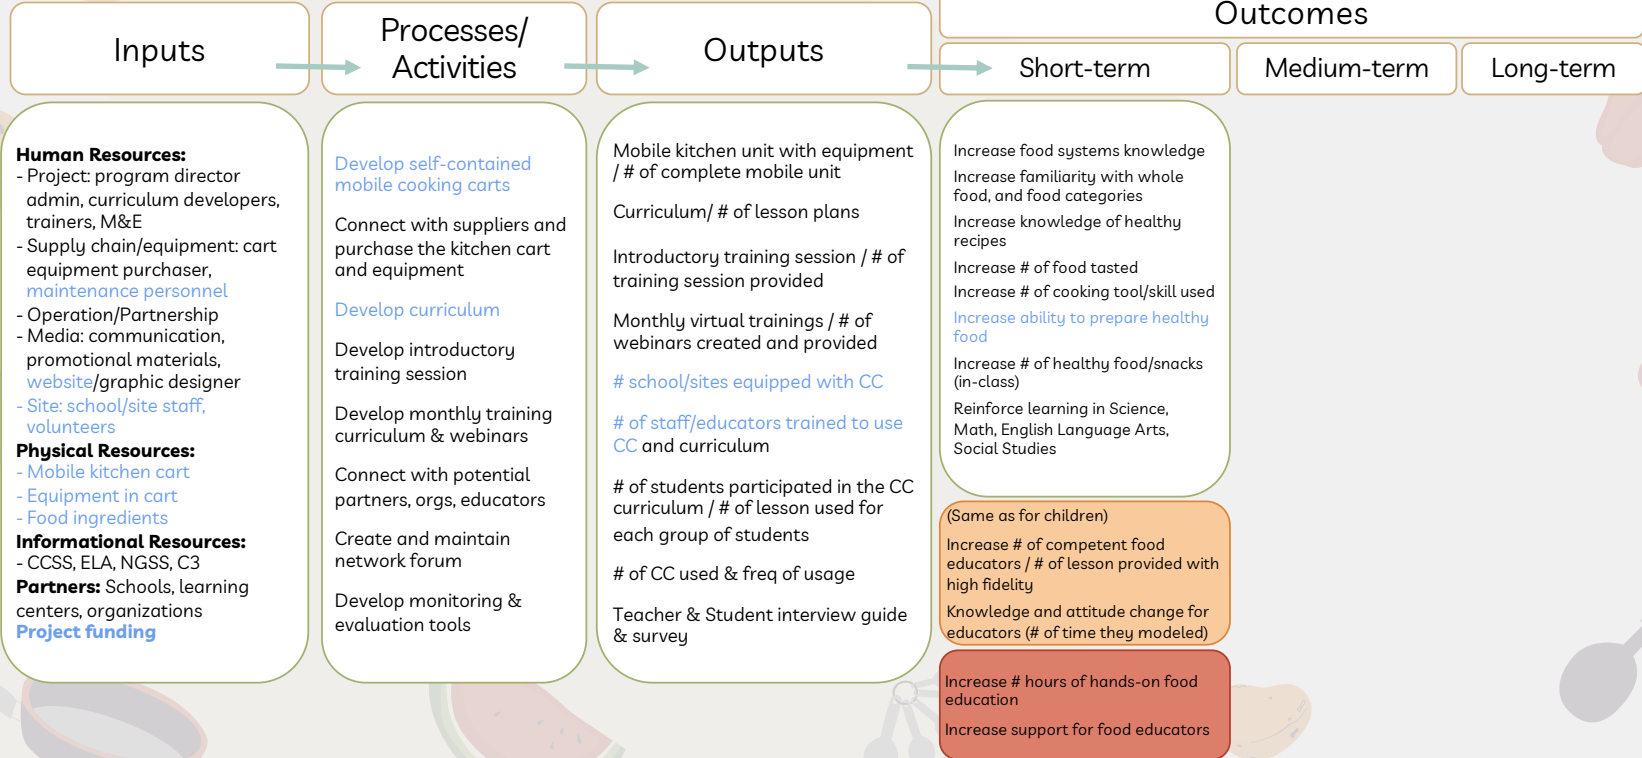 Inputs
Processes/
Activities
Outputs
Outcomes
Short-term
Medium-term
Long-term
Human Resources:
- Project: program director
admin, curriculum developers,
trainers, M&E
- Supply chain/equipment: cart
equipment purchaser,
maintenance personnel
- Operation/Partnership
- Media: communication,
promotional materials,
website/graphic designer
- Site: school/site staff,
volunteers
Physical Resources:
- Mobile kitchen cart
- Equipment in cart
- Food ingredients
Informational Resources:
- CCSS, ELA, NGSS, C3
Partners: Schools, learning
centers, organizations
Project funding
Develop self-contained
mobile cooking carts
Connect with suppliers and
purchase the kitchen cart
and equipment
Develop curriculum
Develop introductory
training session
Develop monthly training
curriculum & webinars
Connect with potential
partners, orgs, educators
Create and maintain
network forum
Develop monitoring &
evaluation tools
Mobile kitchen unit with equipment
/ # of complete mobile unit
Curriculum/ # of lesson plans
Introductory training session / # of
training session provided
Monthly virtual trainings / # of
webinars created and provided
# school/sites equipped with CC
# of staff/educators trained to use
CC and curriculum
# of students participated in the CC
curriculum / # of lesson used for
each group of students
# of CC used & freq of usage
Teacher & Student interview guide
& survey
Increase food systems knowledge
Increase familiarity with whole
food, and food categories
Increase knowledge of healthy
recipes
Increase # of food tasted
Increase # of cooking tool/skill used
Increase ability to prepare healthy
food
Increase # of healthy food/snacks
(in-class)
Reinforce learning in Science,
Math, English Language Arts,
Social Studies
(Same as for children)
Increase # of competent food
educators / # of lesson provided with
high fidelity
Knowledge and attitude change for
educators (# of time they modeled)
Increase # hours of hands-on food
education
Increase support for food educators